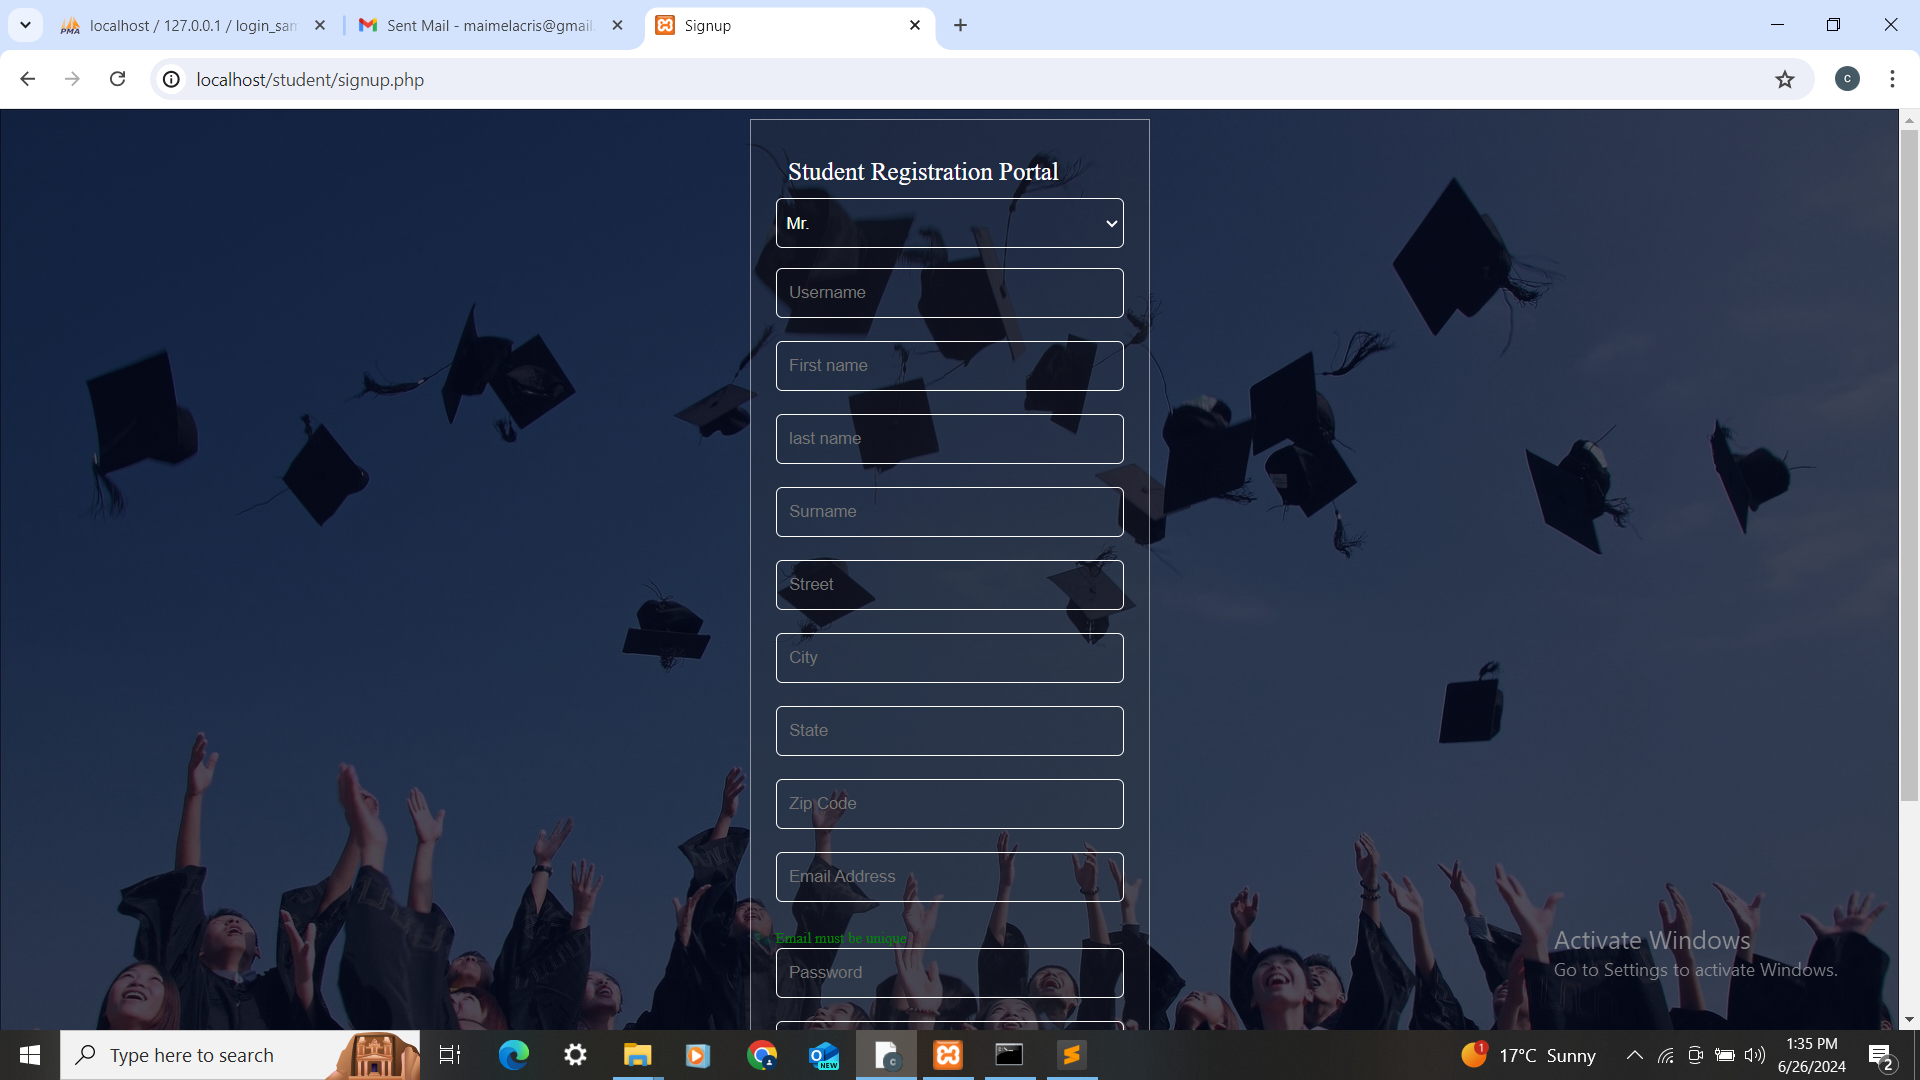 localhost / 127.0.0.1 / login_sam
Sent Mail - maimelacris@gmail.
Signup
localhost/student/signup.php
C
Student Registration Portal
Mr.
Username
First name
last name
Surname
Street
City
State
Zip Code
Email Address
Email must be unique
Password
Activate Windows
Go to Settings to activate Windows.
Type here to search
NEW
1
17°C Sunny
1:35 PM
6/26/2024
2